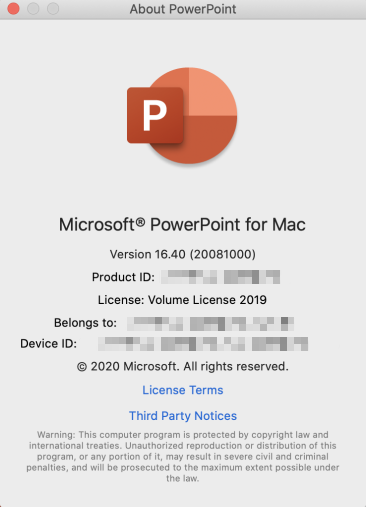 About PowerPoint
P
Microsoft® PowerPoint for Mac
Version 16.40 (20081000)
Product ID:
License: Volume License 2019
Belongs to:
Device ID:
© 2020 Microsoft. All rights reserved.
License Terms
Third Party Notices
Warning: This computer program is protected by copyright law and
international treaties. Unauthorized reproduction or distribution of this
program, or any portion of it, may result in severe civil and criminal
penalties, and will be prosecuted to the maximum extent possible under
the law.